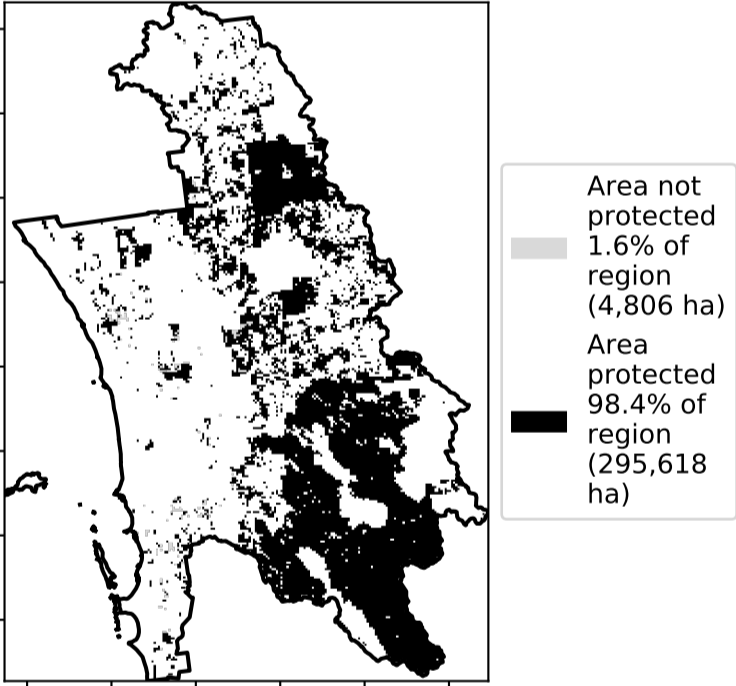 Area not
protected
1.6% of
region
(4,806 ha)
Area
protected
98.4% of
region
(295,618
ha)